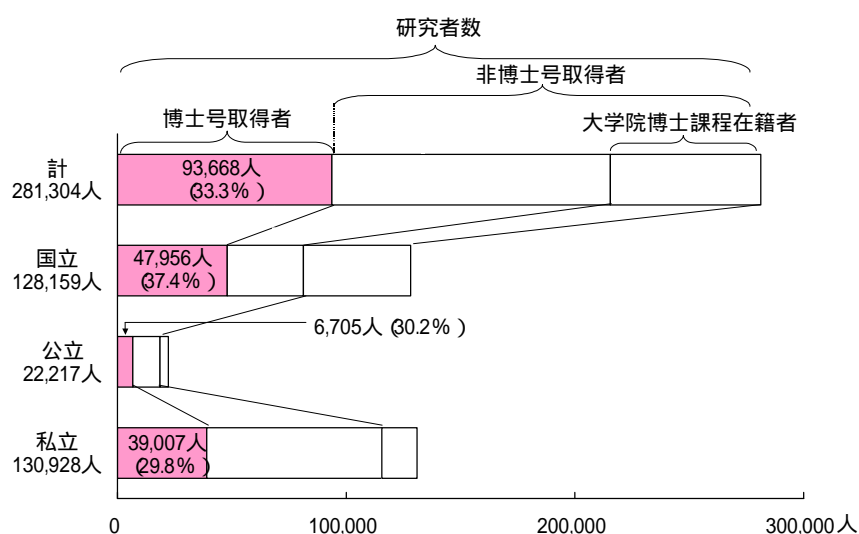 研究者数
非博士号取得者
博士号取得者
大学院博士課程在籍者
計
281,304人
93,668人
(33.3%)
国立
128,159人
47,956人
(37.4%)
6,705人(30.2%)
公立
22,217人
私立
130,928人
39,007人
(29.8%)
0 100,000 200,000 300,000人